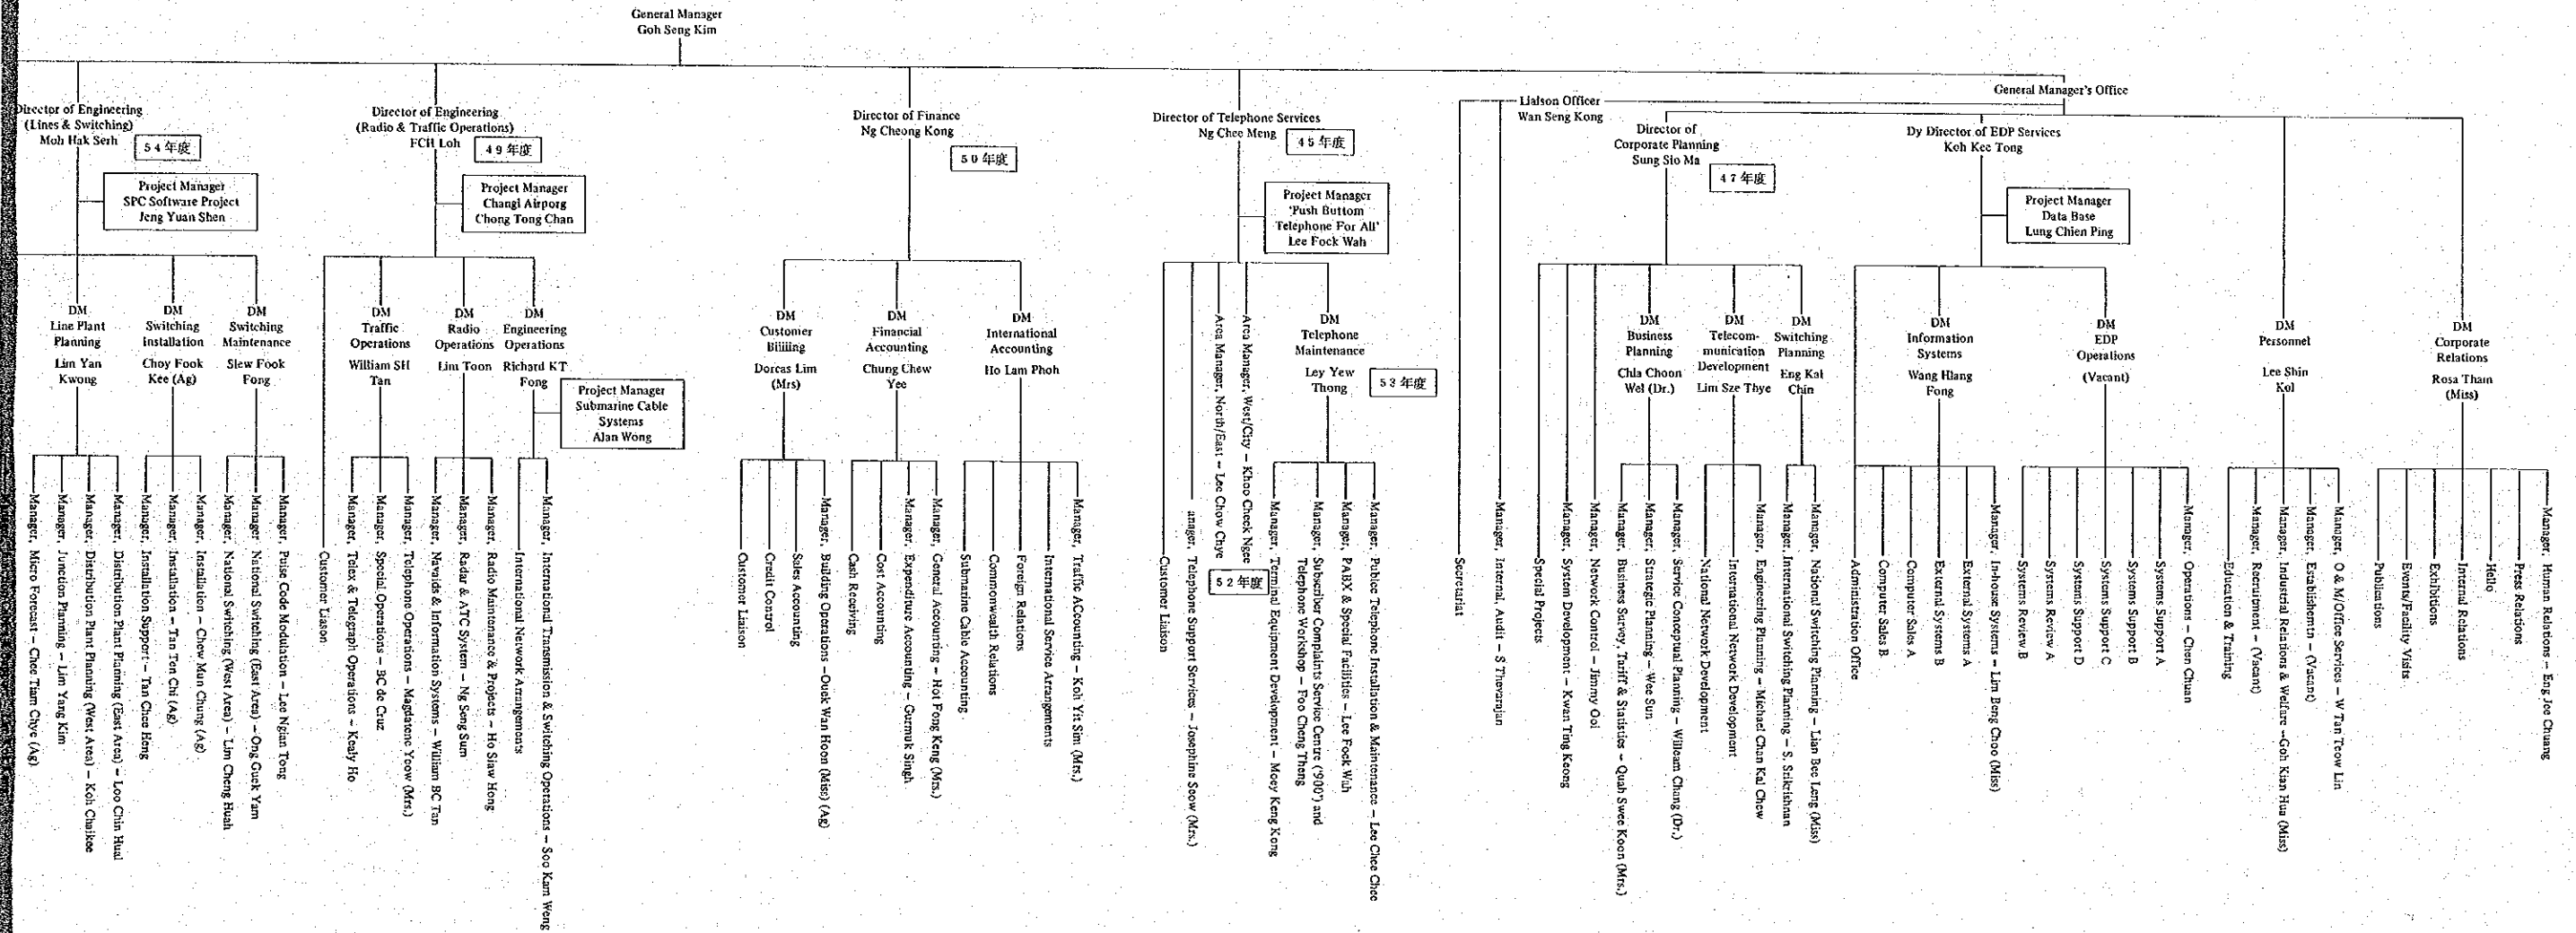 General Manager
Goh Seng Kim
Director of Engineering
(Lines & Switching)
Moh Hak Seih
54年度
Project Manager
SPC Software Project
Jeng Yuan Shen
DM
Line Plant
Planning
Lim Yan
Kwong
DM
Switching
Installation
Choy Fook
Kee (Ag)
DM
Switching
Maintenance
Slew Fook
Fong
Manager, Micro Forecast – Chee Tiam Chye (Ag)
Manager, Junction Planning – Lim Yang Kim
Manager, Distribution Plant Planning (West Area) – Koh Chaikee
Manager, Distribution Plant Planning (East Area) – Loo Chin Hual
Manager, Installation Support – Tan Chee Heng
Manager, Installation – Tan Ton Chi (Ag)
Manager, Installation – Chew Mun Chung (Ag)
Manager, National Switching (West Area) – Lim Cheng Huah
Manager National Switching (East Area) – Ong Guek Yam
Manager, Pulse Code Modulation – Lee Ngian Tong
Director of Engineering
(Radio & Traffic Operations)
FCH Loh
49年度
Project Manager
Changi Airporg
Chong Tong Chan
DM
Traffic
Operations
William SH
Tan
DM
Radio
Operations
Lim Toon
DM
Engineering
Operations
Richard KT
Fong
Project Manager
Submarine Cable
Systems
Alan Wong
Customer Liason
Manager, Telex & Telegraph Operations – Kealy Ho
Manager, Special Operations – BC de Cruz
Manager, Telephone Operations – Magdatene Yeow (Mrs.)
Manager, Navaids & Information Systems – William BC Tan
Manager, Radar & ATC System – Ng Seng Sum
Manager, Radio Maintenance & Projects – Ho Siaw Hong
International Network Arrangements
Manager, International Transmission & Switching Operations – Soo Kam Weng
Director of Finance
Ng Cheong Kong
50年度
DM
Customer
Biiiing
Dorcas Lim
(Mrs)
DM
Financial
Accounting
Chung Chew
Yee
DM
International
Accounting
Ho Lam Phoh
Customer Liaison
Credit Control
Sales Accounting
Manager, Building Operations – Ouek Wan Hoon (Miss) (Ag)
Cash Receiving
Cost Accounting
Manager, Expenditure Accounting – Gurmuk Singh
Manager, General Accounting – Hot Pong Keng (Mrs.)
Submarine Cable Accounting
Commonwealth Relations
Foreign Relations
International Service Arrangements
Manager, Traffic ACcounting – Koh Yit Sim (Mrs.)
Director of Telephone Services
Ng Chee Meng
45年度
Project Manager
'Push Buttom
Telephone For All'
Lee Fock Wah
DM
Telephone
Maintenance
Ley Yew
Thong
53年度
Customer Liaison
anager, Telephone Support Services – Josephine Seow (Mrs.)
Area Manager, North/East – Lee Chow Chye
Area Manager, West/City – Khoo Cheek Ngee
52年度
Manager, Terminal Equipment Development – Moey Keng Kong
Manager, Subscriber Complaints Service Centre ('900') and
Telephone Workshop – Foo Cheng Theng
Manager, PABX & Special Facilities – Lee Fock Wah
Manager, Public Telephone Installation & Maintenance – Lee Chee Chee
General Manager's Office
Liaison Officer
Wan Seng Kong
Secretariat
Manager, Internal, Audit – S Thevarajan
Director of
Corporate Planning
Sung Sio Ma
47年度
DM
Business
Planning
Chia Choon
Wei (Dr.)
DM
Telecom-
munication
Development
Lim Sze Thye
DM
Switching
Planning
Eng Kai
Chin
Special Projects
Manager, System Development – Kwan Ting Keong
Manager, Network Control – Jimmy Ooi
Manager, Business Survey, Tariff & Statistics – Quah Swee Koon (Mrs.)
Manager, Strategic Planning – Wee Sun
Manager, Service Conceptual Planning – Willeam Chang (Dr.)
National Network Development
International Network Development
Manager, Engineering Planning – Michael Chan Kal Chew
Manager, International Switching Planning – S. Srikrishnan
Manager, National Switching Planning – Lian Bee Leng (Miss)
Dy Director of EDP Services
Koh Kee Tong
Project Manager
Data Base
Lung Chien Ping
DM
Information
Systems
Wang Hlang
Fong
DM
EDP
Operations
(Vacant)
Administration Office
Computer Sales B
Computer Sales A
External Systems B
External Systems A
Manager, In-house Systems – Lim Beng Choo (Miss)
Systems Review B
Systems Review A
Systems Support D
Systems Support C
Systems Support B
Systems Support A
Manager, Operations – Chen Chuan
DM
Personnel
Lee Shin
Kol
Education & Training
Manager, Recruipment – (Vacant)
Manager, Industrial Relations & Welfare – Goh Kian Hua (Miss)
Manager, Establishemtn – (Vacant)
Manager, O & M/Office Services – W Tan Teow Lin
DM
Corporate
Relations
Rosa Tham
(Miss)
Publications
Events/Facility Visits
Exhibitions
Internal Relations
Hello
Press Relations
Manager, Human Relations – Eng Joe Chuang